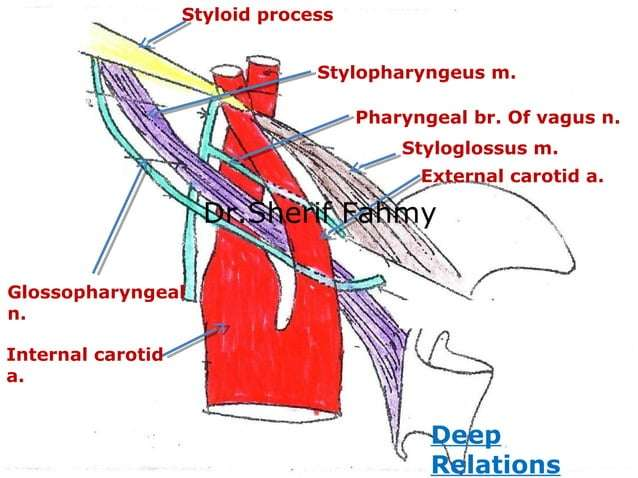 Styloid process
Stylopharyngeus m.
Pharyngeal br. Of vagus n.
Styloglossus m.
External carotid a.
Dr.Sherif Fahmy
Glossopharyngeal
n.
Internal carotid
a.
Deep
Relations